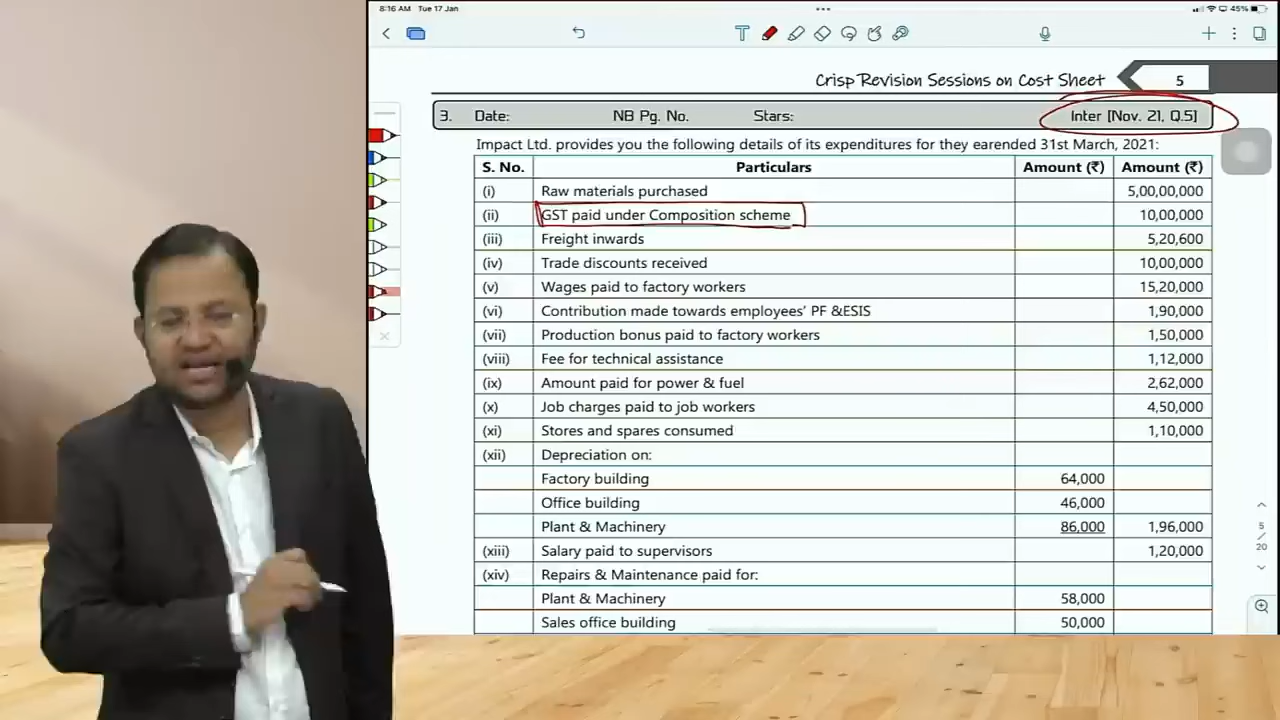 8:16 AM Tue 17 Jan
45%
Crisp Revision Sessions on Cost Sheet 5
3. Date: NB Pg. No. Stars: Inter [Nov. 21, Q.5]
Impact Ltd. provides you the following details of its expenditures for they earended 31st March, 2021:
S. No. Particulars Amount (₹) Amount (₹)
(i) Raw materials purchased 5,00,00,000
(ii) GST paid under Composition scheme 10,00,000
(iii) Freight inwards 5,20,600
(iv) Trade discounts received 10,00,000
(v) Wages paid to factory workers 15,20,000
(vi) Contribution made towards employees' PF &ESIS 1,90,000
(vii) Production bonus paid to factory workers 1,50,000
(viii) Fee for technical assistance 1,12,000
(ix) Amount paid for power & fuel 2,62,000
(x) Job charges paid to job workers 4,50,000
(xi) Stores and spares consumed 1,10,000
(xii) Depreciation on:
Factory building 64,000
Office building 46,000
Plant & Machinery 86,000 1,96,000
(xiii) Salary paid to supervisors 1,20,000
(xiv) Repairs & Maintenance paid for:
Plant & Machinery 58,000
Sales office building 50,000
5
/
20